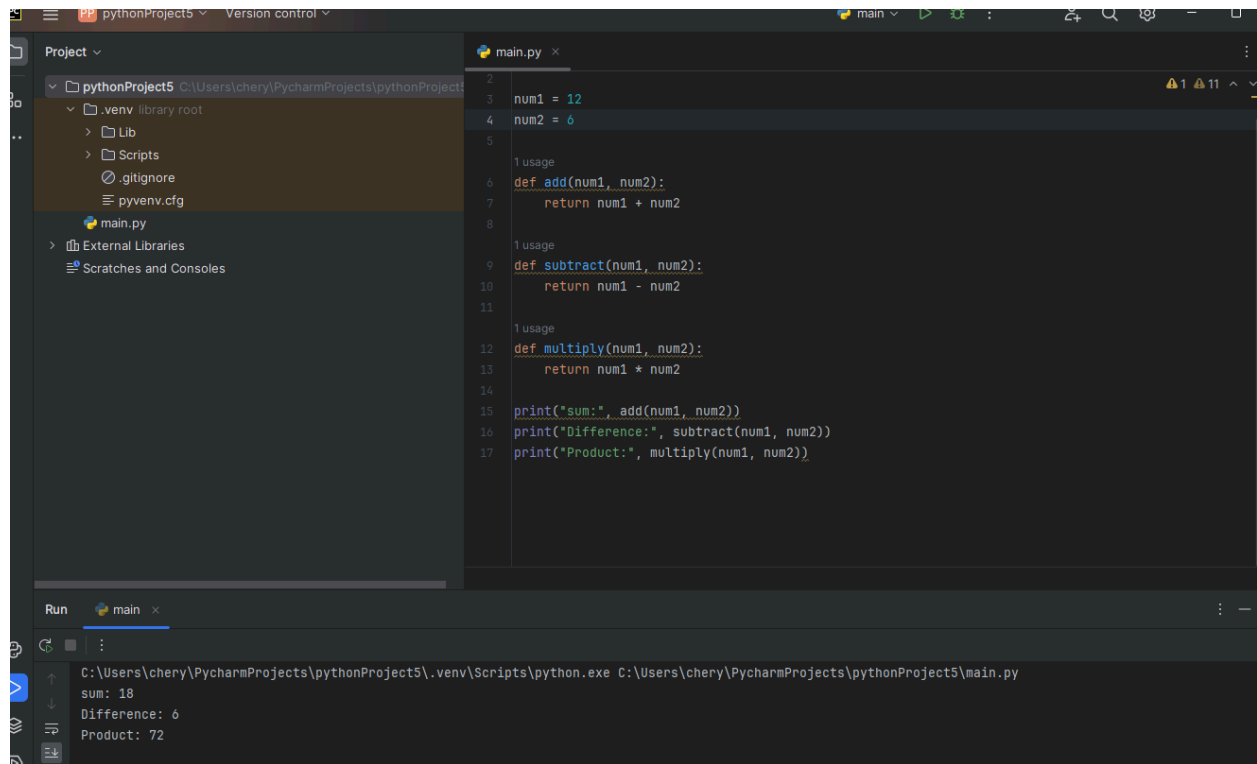 PP pythonProject5 Version control main
Project
main.py
pythonProject5 C:\Users\chery\PycharmProjects\pythonProject5
.venv library root
Lib
Scripts
.gitignore
pyvenv.cfg
main.py
External Libraries
Scratches and Consoles
1 11
2
3 num1 = 12
4 num2 = 6
5
1 usage
6 def add(num1, num2):
7 return num1 + num2
8
1 usage
9 def subtract(num1, num2):
10 return num1 - num2
11
1 usage
12 def multiply(num1, num2):
13 return num1 * num2
14
15 print("sum:", add(num1, num2))
16 print("Difference:", subtract(num1, num2))
17 print("Product:", multiply(num1, num2))
Run main
C:\Users\chery\PycharmProjects\pythonProject5\.venv\Scripts\python.exe C:\Users\chery\PycharmProjects\pythonProject5\main.py
sum: 18
Difference: 6
Product: 72